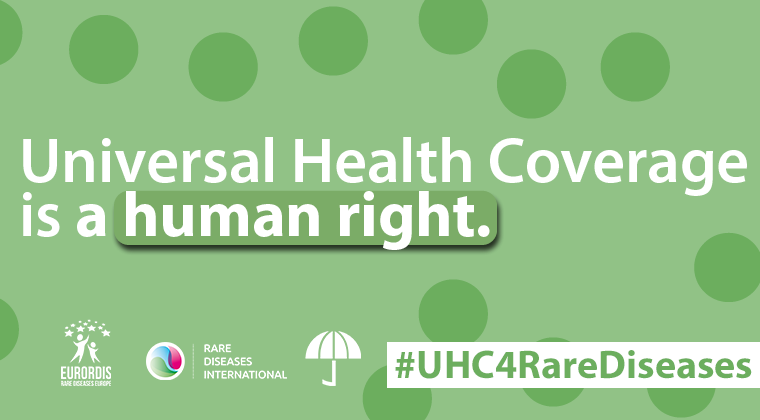 Universal Health Coverage
is a human right.
EURORDIS
RARE DISEASES EUROPE
RARE
DISEASES
INTERNATIONAL
#UHC4RareDiseases